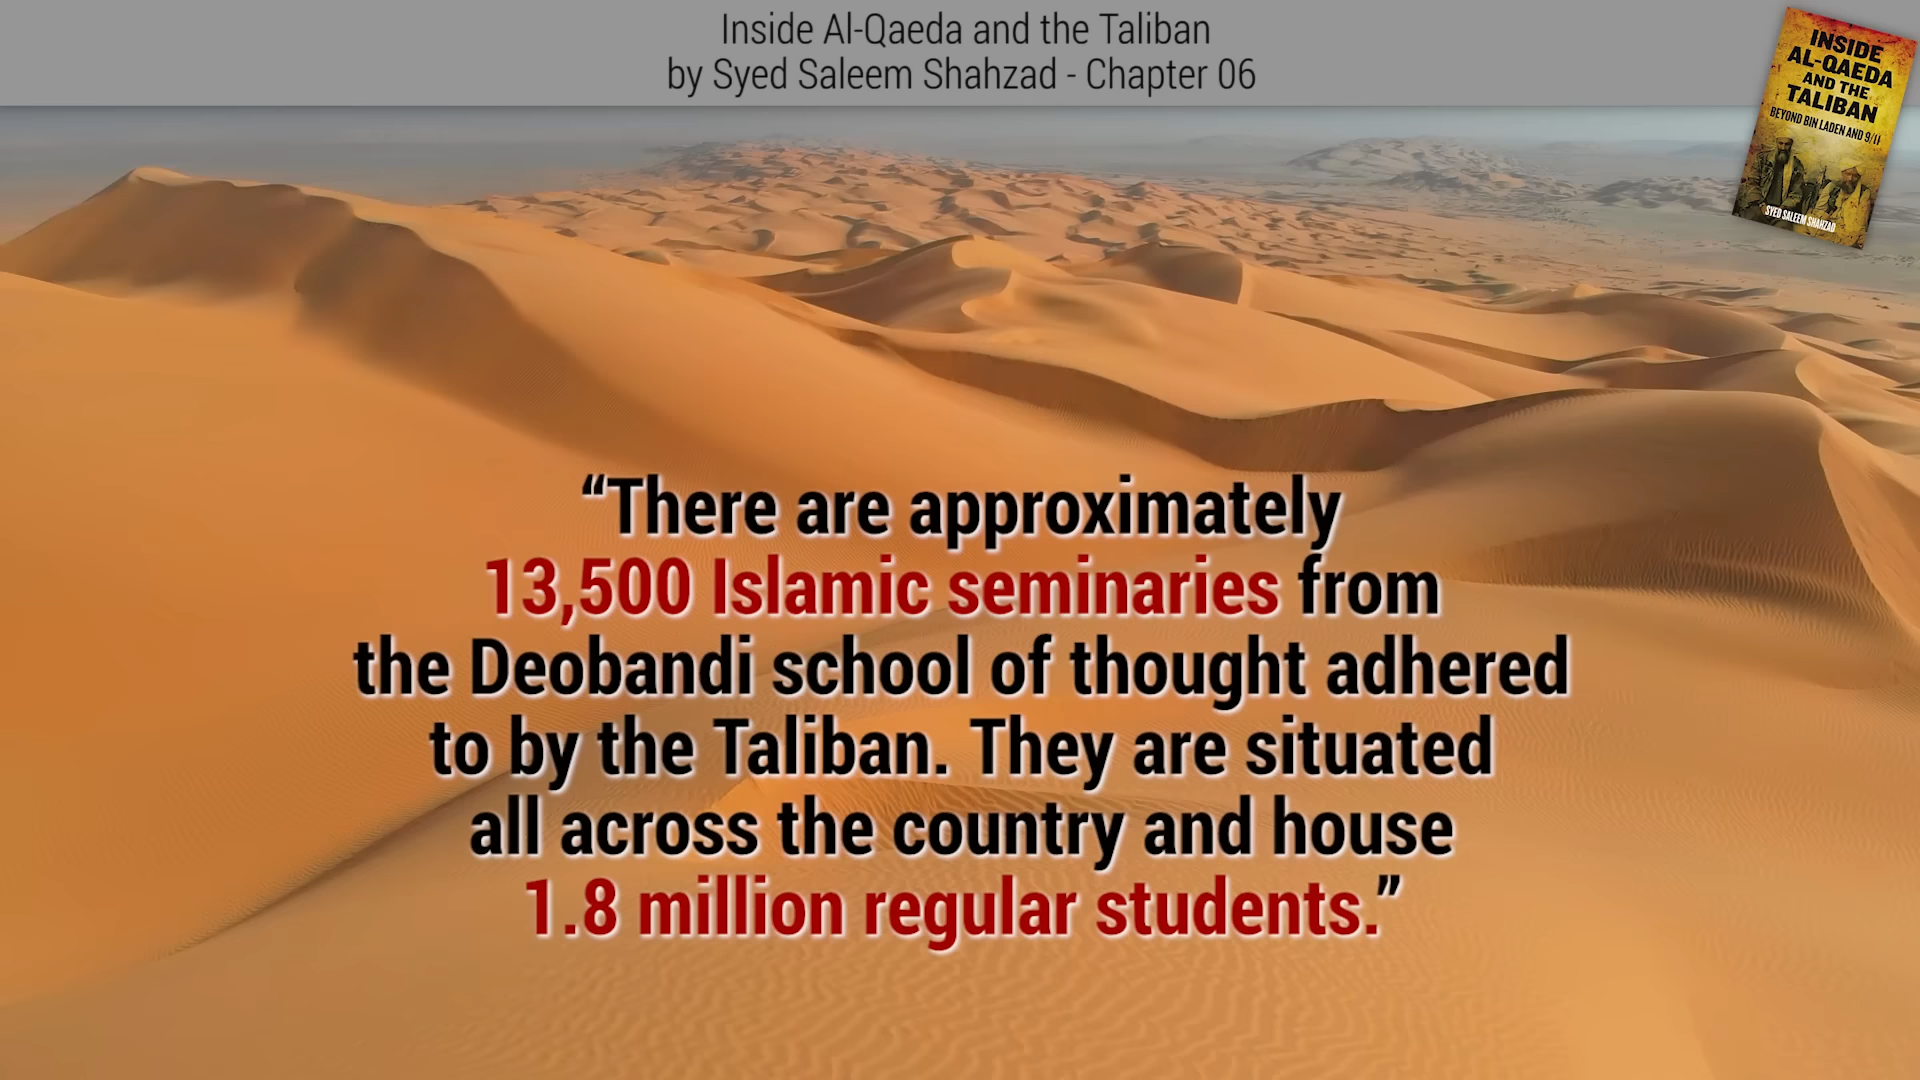 Inside Al-Qaeda and the Taliban
by Syed Saleem Shahzad - Chapter 06
INSIDE
AL-QAEDA
AND THE
TALIBAN
BEYOND BIN LADEN AND 9/11
SYED SALEEM SHAHZAD
“There are approximately
13,500 Islamic seminaries from
the Deobandi school of thought adhered
to by the Taliban. They are situated
all across the country and house
1.8 million regular students.”